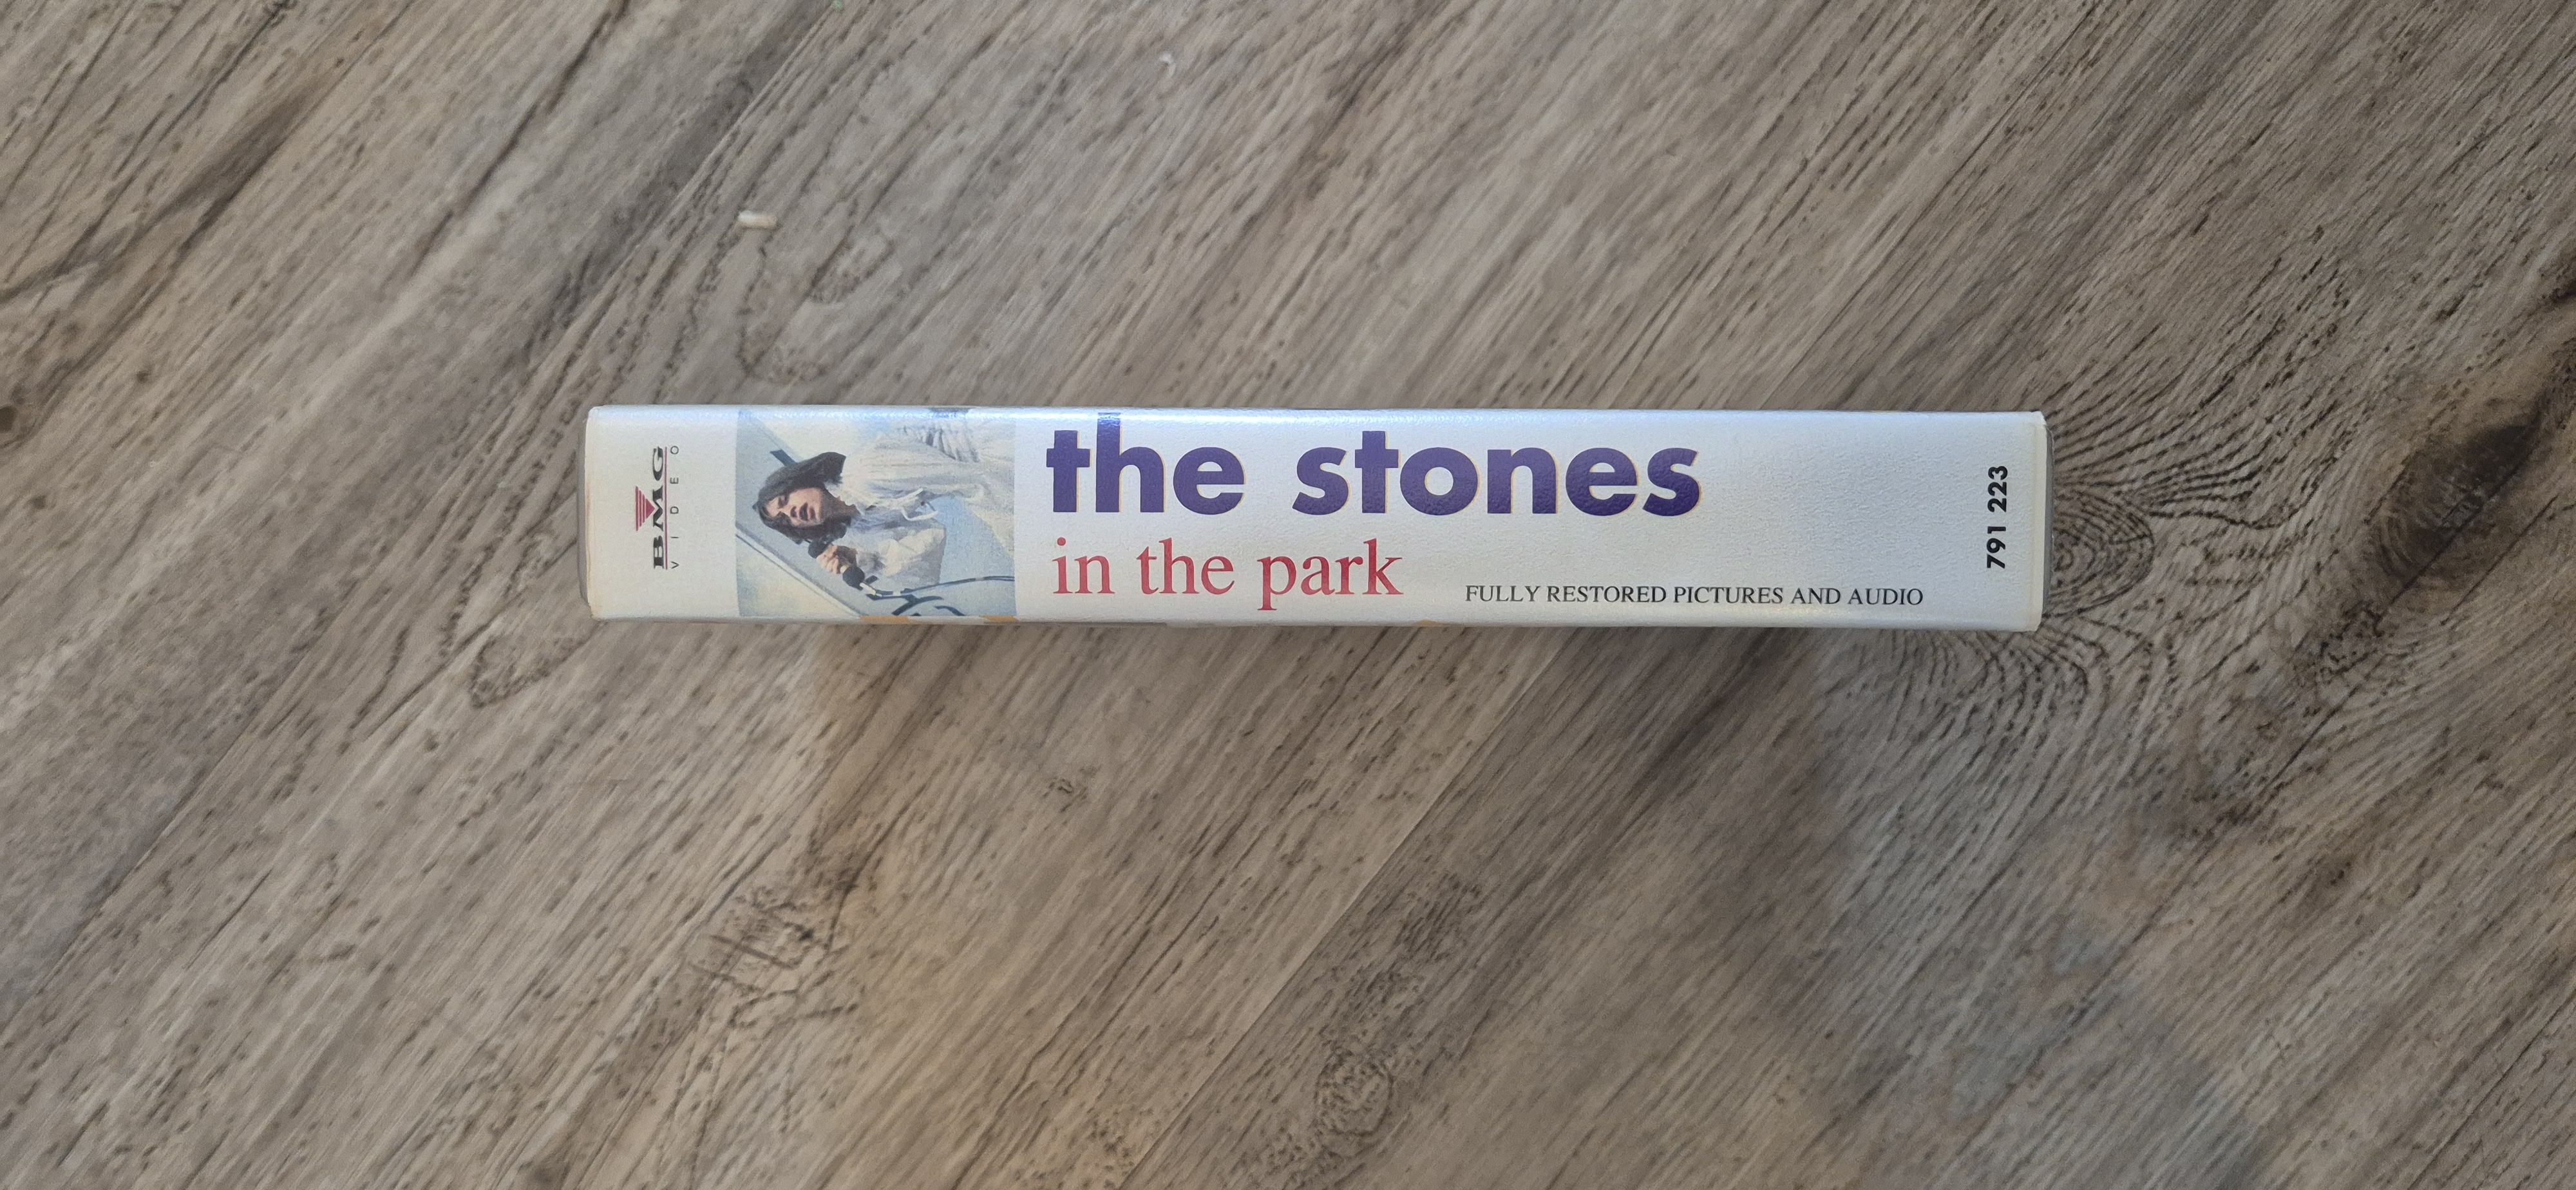 BMG
VIDEO
the stones
in the park
FULLY RESTORED PICTURES AND AUDIO
791 223